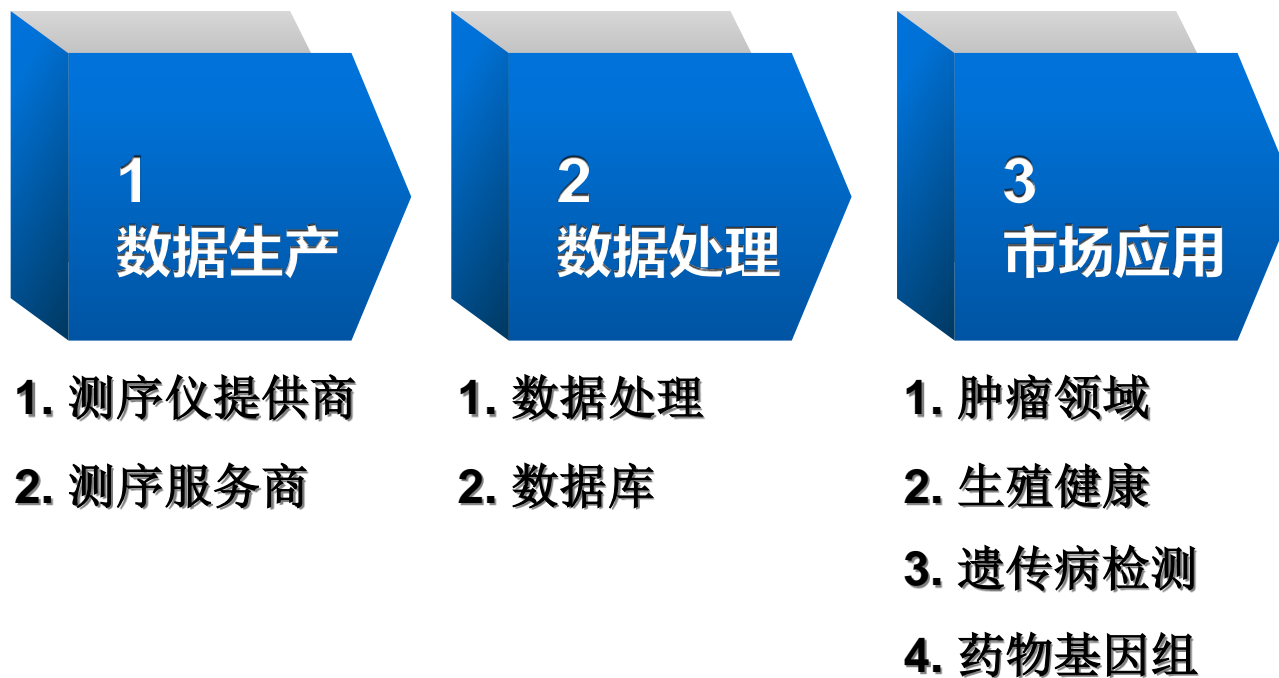 1
数据生产
1. 测序仪提供商
2. 测序服务商
2
数据处理
1. 数据处理
2. 数据库
3
市场应用
1. 肿瘤领域
2. 生殖健康
3. 遗传病检测
4. 药物基因组